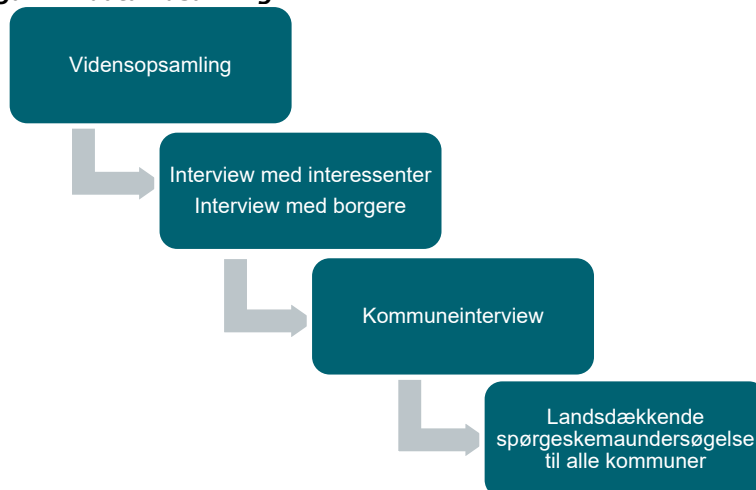 Vidensopsamling
Interview med interessenter
Interview med borgere
Kommuneinterview
Landsdækkende
spørgeskemaundersøgelse
til alle kommuner